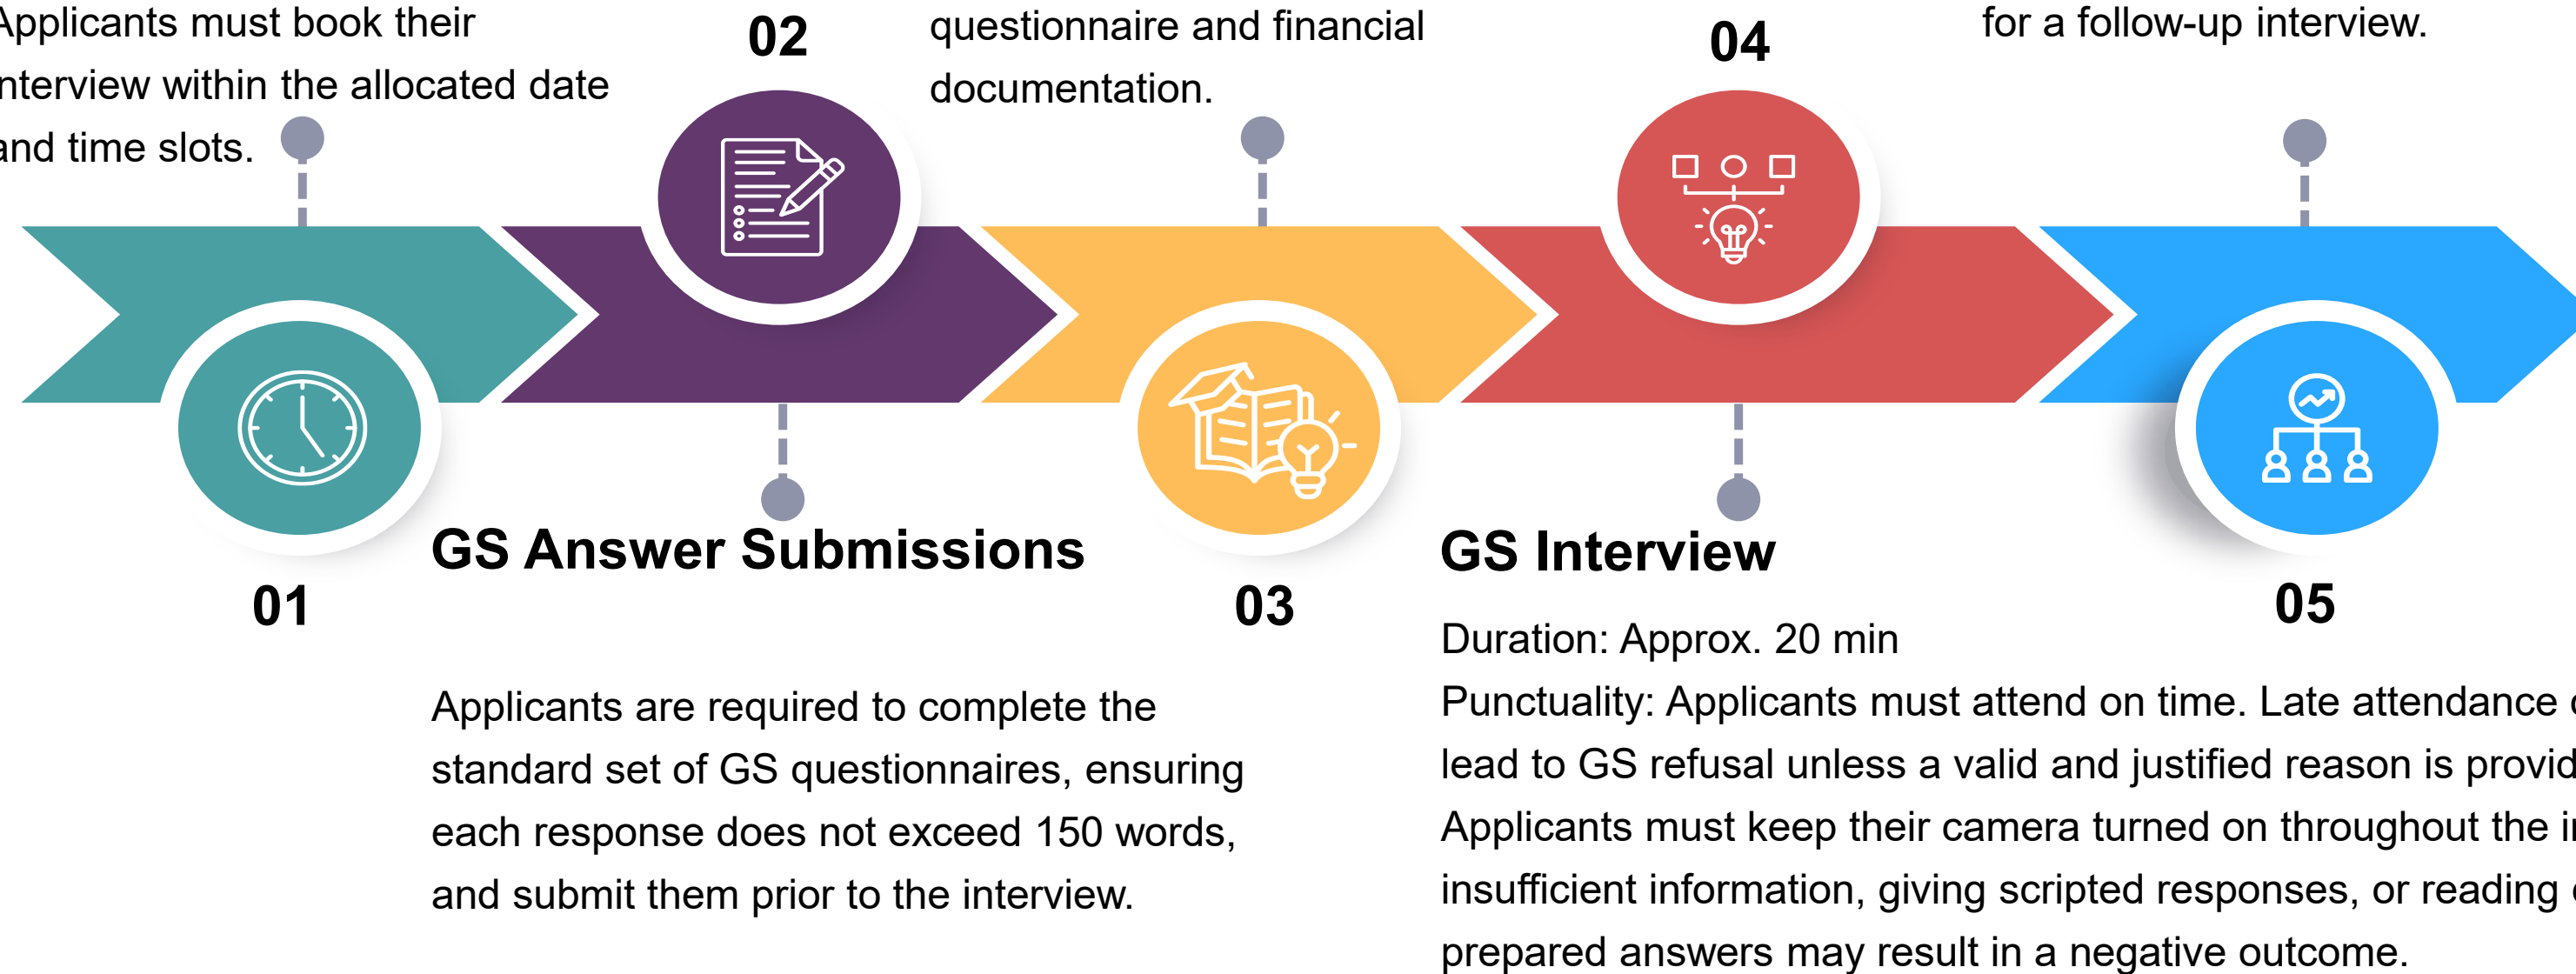 Applicants must book their
interview within the allocated date
and time slots.
02
questionnaire and financial
documentation.
04
for a follow-up interview.
GS Answer Submissions
01
Applicants are required to complete the
standard set of GS questionnaires, ensuring
each response does not exceed 150 words,
and submit them prior to the interview.
03
GS Interview
Duration: Approx. 20 min
Punctuality: Applicants must attend on time. Late attendance
lead to GS refusal unless a valid and justified reason is
Applicants must keep their camera turned on throughout the
insufficient information, giving scripted responses, or reading
prepared answers may result in a negative outcome.
05